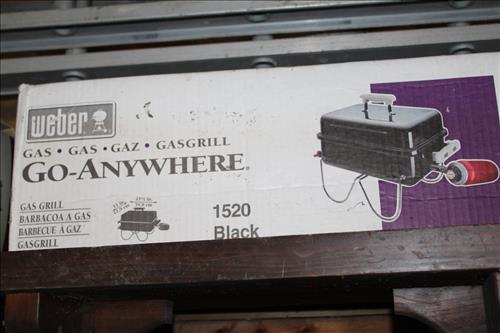 weber
GAS • GAS • GAZ • GASGRILL
GO-ANYWHERE®
GAS GRILL
BARBACOA A GAS
BARBECUE À GAZ
GASGRILL
1520
Black